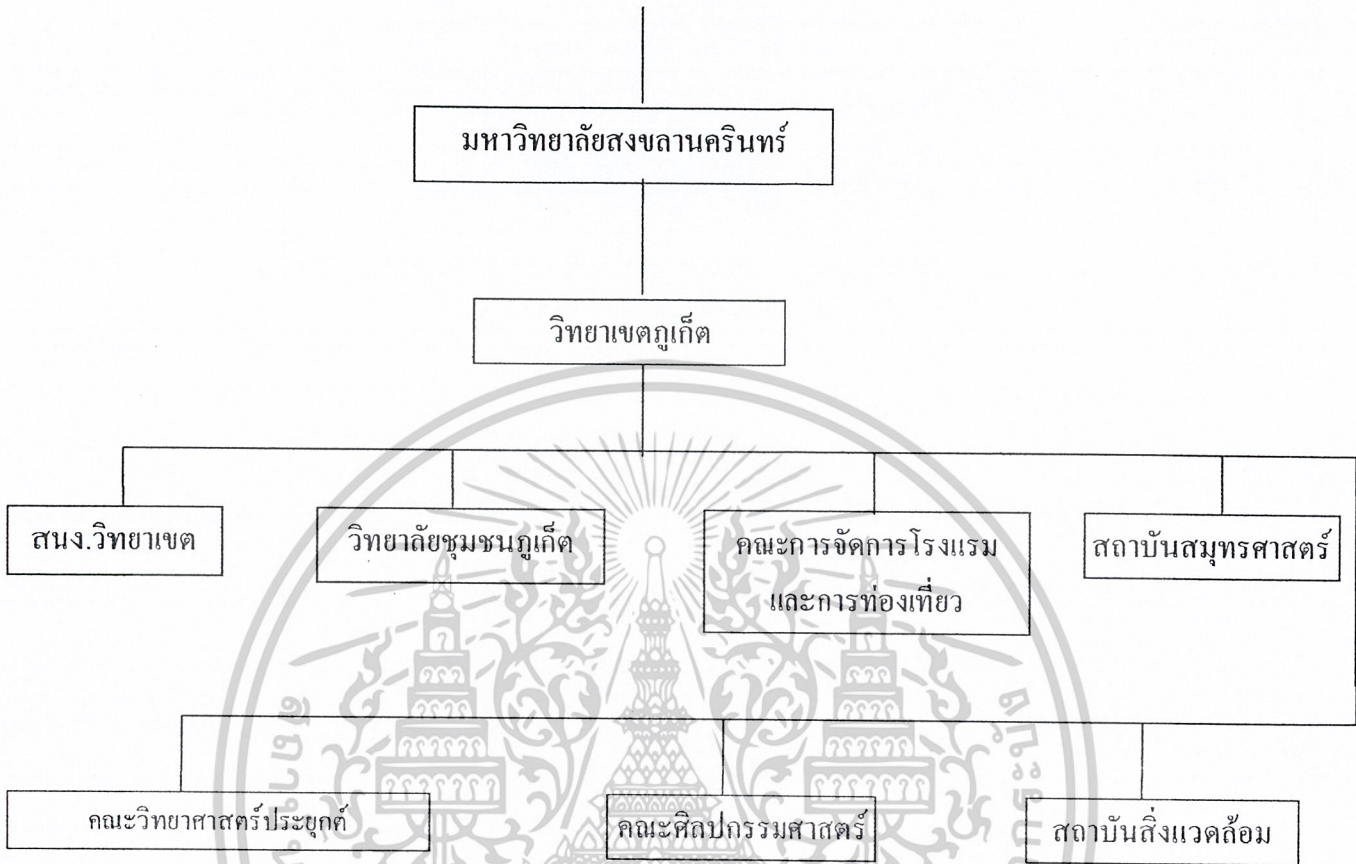 มหาวิทยาลัยสงขลานครินทร์
วิทยาเขตภูเก็ต
สนง.วิทยาเขต
วิทยาลัยชุมชนภูเก็ต
คณะการจัดการโรงแรม
และการท่องเที่ยว
สถาบันสมุทรศาสตร์
คณะวิทยาศาสตร์ประยุกต์
คณะศิลปกรรมศาสตร์
สถาบันสิ่งแวดล้อม